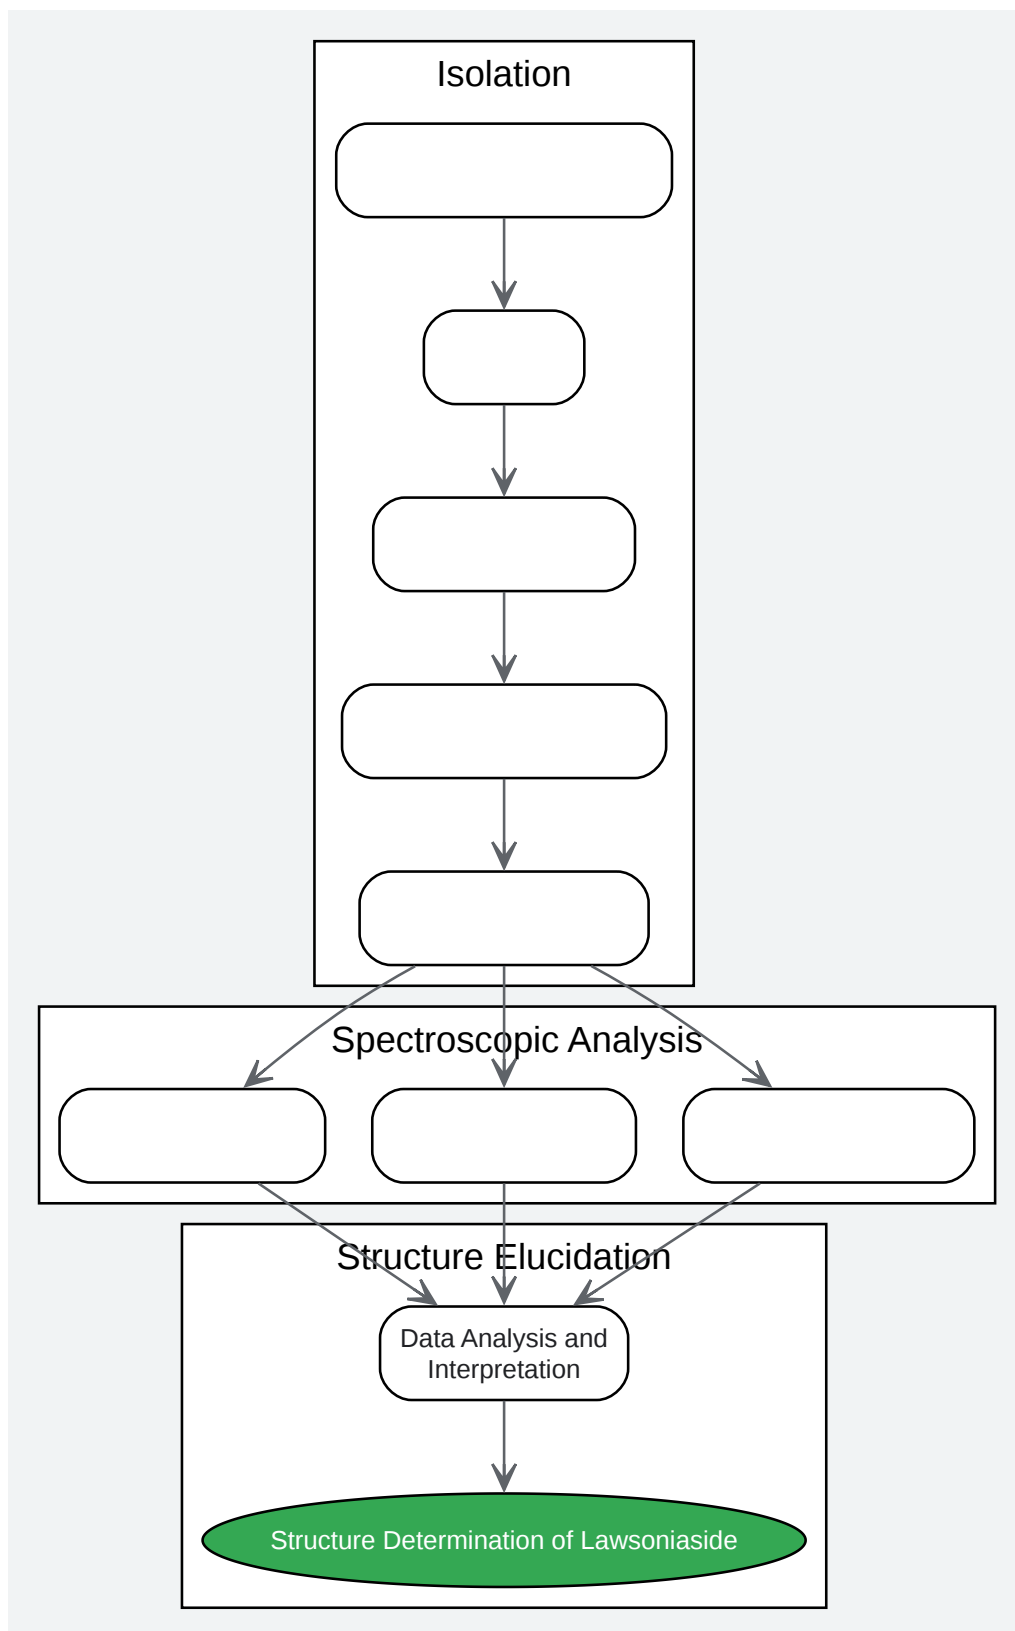 Isolation
Spectroscopic Analysis
Structure Elucidation
Data Analysis and
Interpretation
Structure Determination of Lawsoniaside